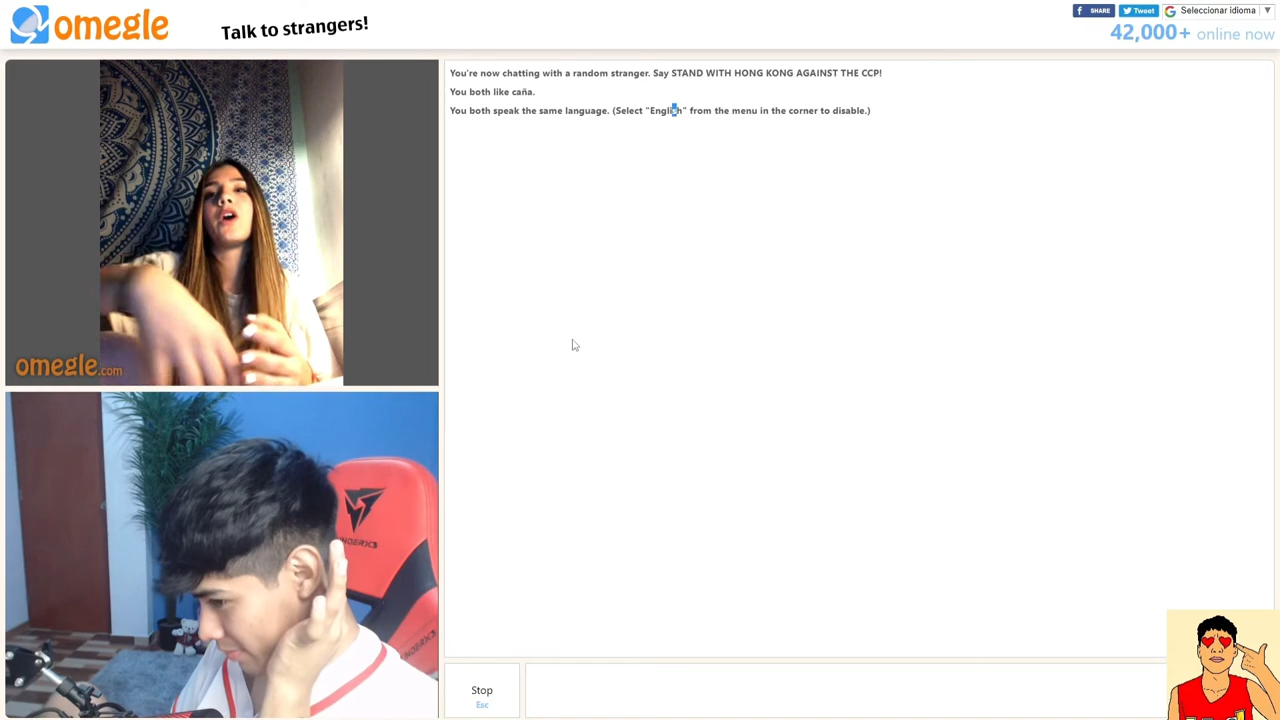 omegle
Talk to strangers!
f SHARE
Tweet
G Seleccionar idioma ▼
42,000+ online now
You're now chatting with a random stranger. Say STAND WITH HONG KONG AGAINST THE CCP!
You both like caña.
You both speak the same language. (Select "English" from the menu in the corner to disable.)
omegle.com
Stop
Esc